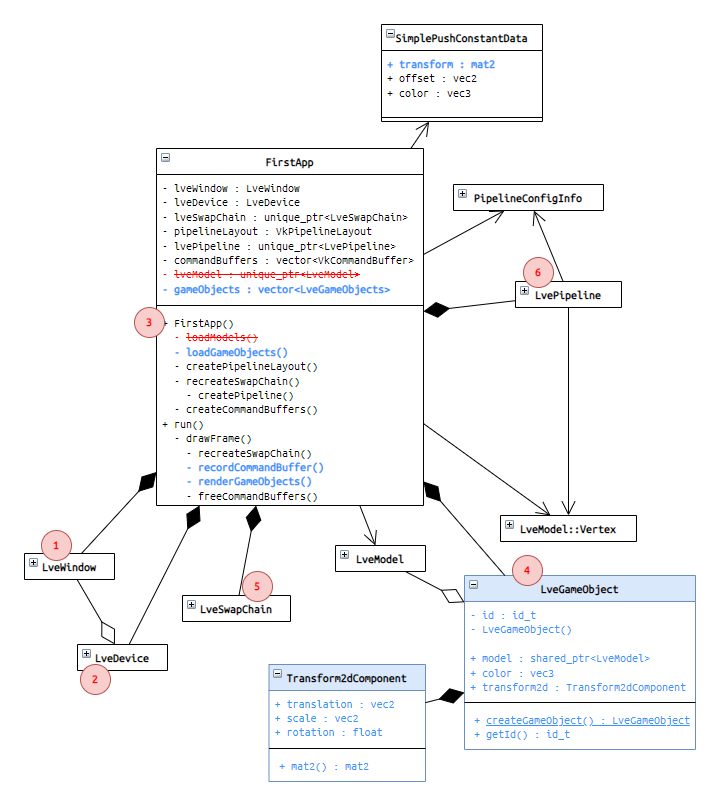 SimplePushConstantData
+ transform : mat2
+ offset : vec2
+ color : vec3
FirstApp
- lveWindow : LveWindow
- lveDevice : LveDevice
- lveSwapChain : unique_ptr<LveSwapChain>
- pipelineLayout : VkPipelineLayout
- lvePipeline : unique_ptr<LvePipeline>
- commandBuffers : vector<VkCommandBuffer>
- lveModel : unique_ptr<LveModel>
- gameObjects : vector<LveGameObjects>
3
+ FirstApp()
- loadModels()
- loadGameObjects()
- createPipelineLayout()
- recreateSwapChain()
- createPipeline()
- createCommandBuffers()
+ run()
- drawFrame()
- recreateSwapChain()
- recordCommandBuffer()
- renderGameObjects()
- freeCommandBuffers()
PipelineConfigInfo
6
LvePipeline
LveModel::Vertex
1
LveWindow
LveModel
5
LveSwapChain
LveDevice
2
4
LveGameObject
- id : id_t
- LveGameObject()
+ model : shared_ptr<LveModel>
+ color : vec3
+ transform2d : Transform2dComponent
+ createGameObject() : LveGameObject
+ getId() : id_t
Transform2dComponent
+ translation : vec2
+ scale : vec2
+ rotation : float
+ mat2() : mat2